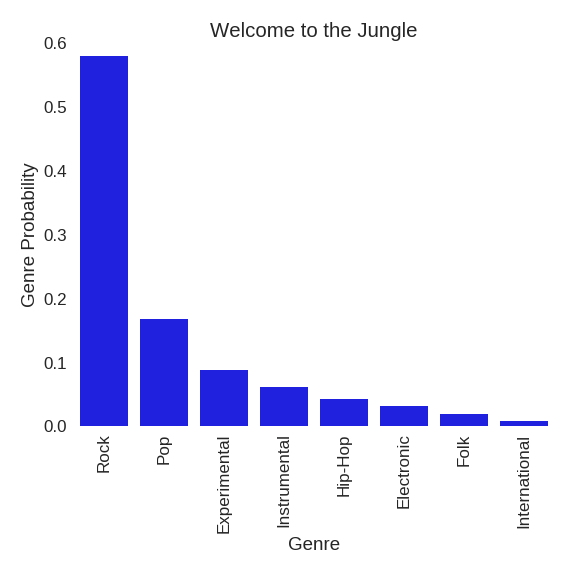 Welcome to the Jungle
0.6
0.5
0.4
0.3
0.2
0.1
0.0
Genre Probability
Rock
Pop
Experimental
Instrumental
Hip-Hop
Electronic
Folk
International
Genre